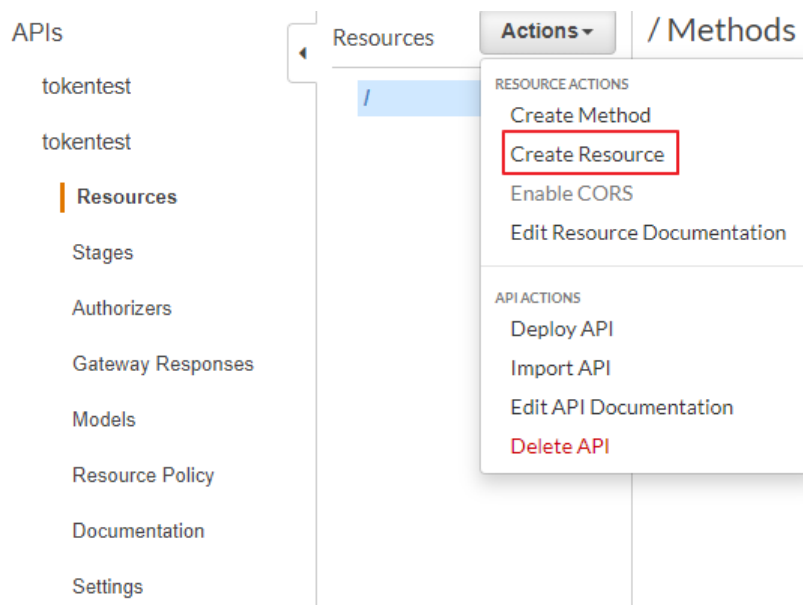 APIs
tokentest
tokentest
Resources
Stages
Authorizers
Gateway Responses
Models
Resource Policy
Documentation
Settings
Resources
Actions
/
/ Methods
RESOURCE ACTIONS
Create Method
Create Resource
Enable CORS
Edit Resource Documentation
API ACTIONS
Deploy API
Import API
Edit API Documentation
Delete API